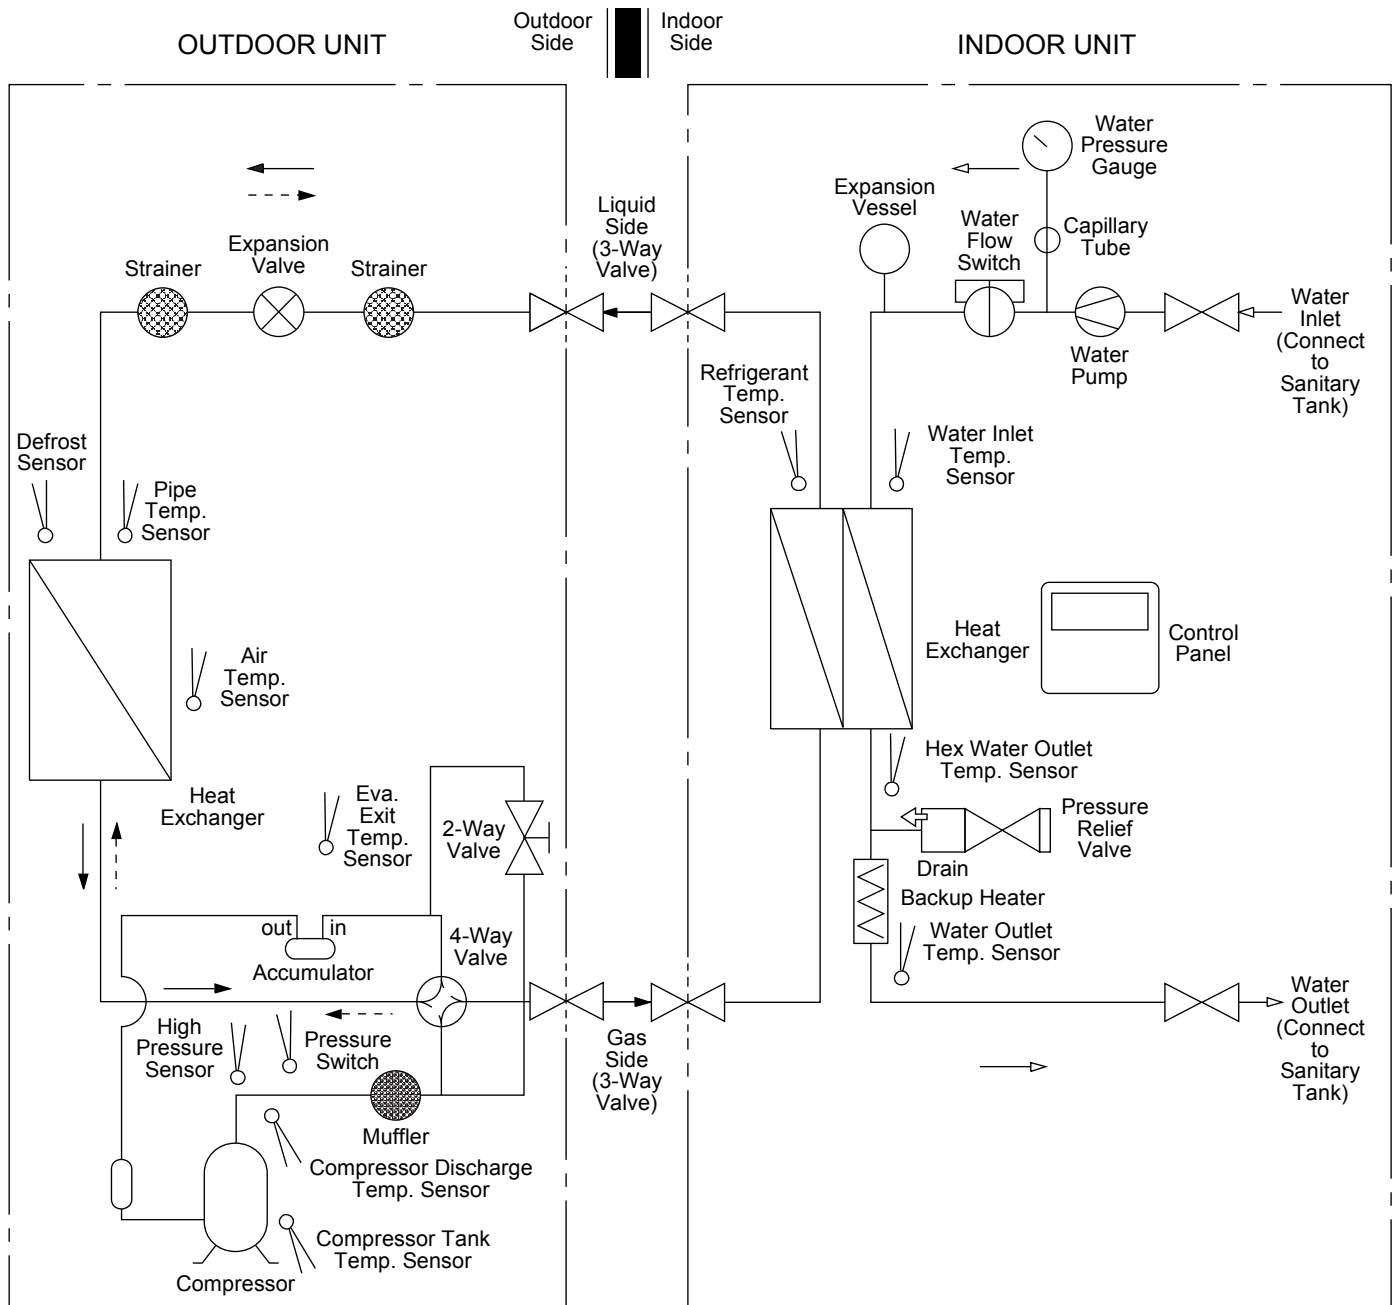 OUTDOOR UNIT
Outdoor
Side
Indoor
Side
INDOOR UNIT
Water
Pressure
Gauge
Expansion
Vessel
Water
Flow
Switch
Capillary
Tube
Liquid
Side
(3-Way
Valve)
Strainer
Expansion
Valve
Strainer
Water
Inlet
(Connect
to
Sanitary
Tank)
Water
Pump
Refrigerant
Temp.
Sensor
Water Inlet
Temp.
Sensor
Defrost
Sensor
Pipe
Temp.
Sensor
Air
Temp.
Sensor
Heat
Exchanger
Control
Panel
Heat
Exchanger
Eva.
Exit
Temp.
Sensor
2-Way
Valve
Hex Water Outlet
Temp. Sensor
Pressure
Relief
Valve
Drain
Backup Heater
out
in
Accumulator
4-Way
Valve
Water Outlet
Temp. Sensor
High
Pressure
Sensor
Pressure
Switch
Gas
Side
(3-Way
Valve)
Water
Outlet
(Connect
to
Sanitary
Tank)
Muffler
Compressor Discharge
Temp. Sensor
Compressor Tank
Temp. Sensor
Compressor